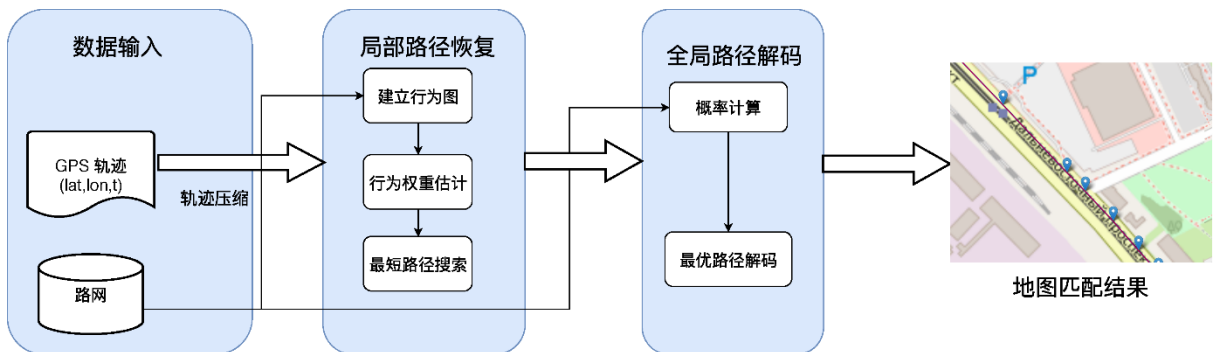 数据输入
GPS 轨迹
(lat,lon,t)
轨迹压缩
路网
局部路径恢复
建立行为图
行为权重估计
最短路径搜索
全局路径解码
概率计算
最优路径解码
P
Дальневосточный проспек
地图匹配结果